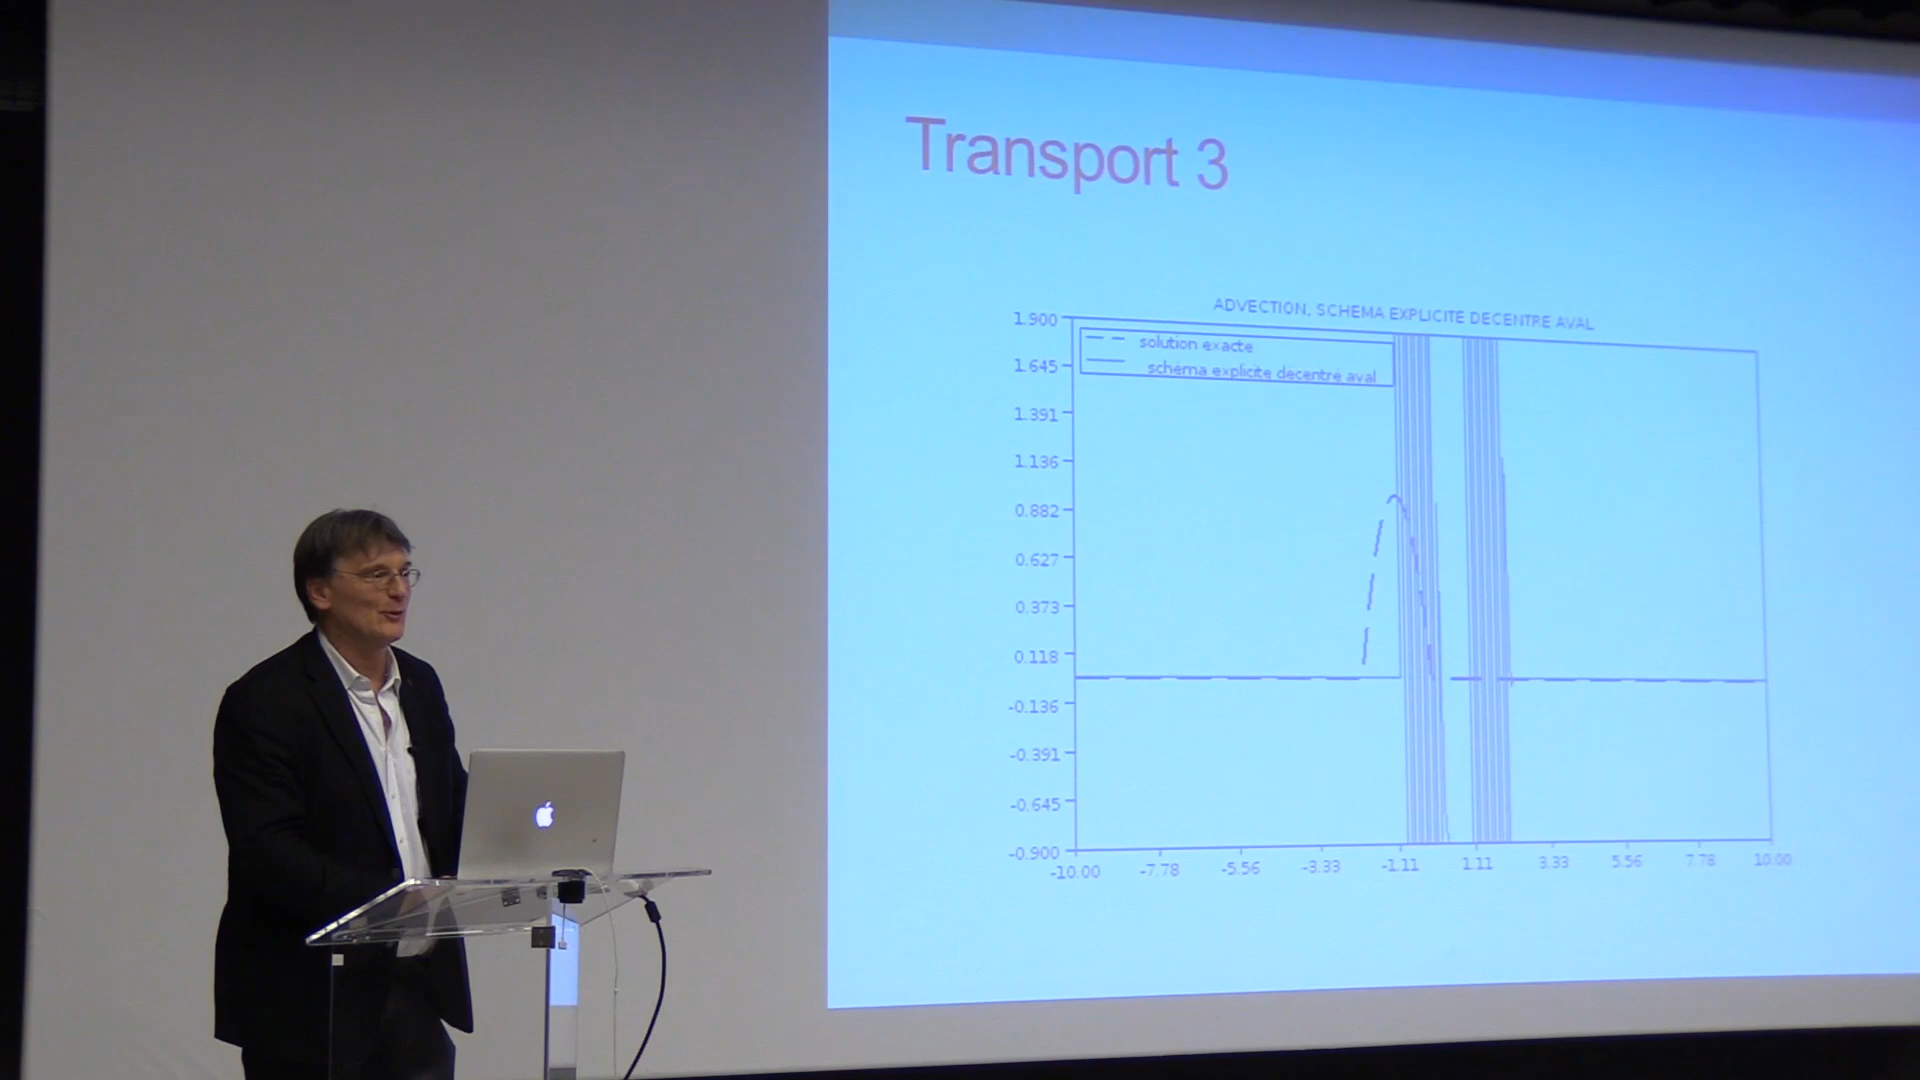 Transport 3
ADVECTION, SCHEMA EXPLICITE DECENTRE AVAL
solution exacte
schéma explicite décentré aval
1.900
1.645
1.391
1.136
0.882
0.627
0.373
0.118
-0.136
-0.391
-0.645
-0.900
-10.00 -7.78 -5.56 -3.33 -1.11 1.11 3.33 5.56 7.78 10.00